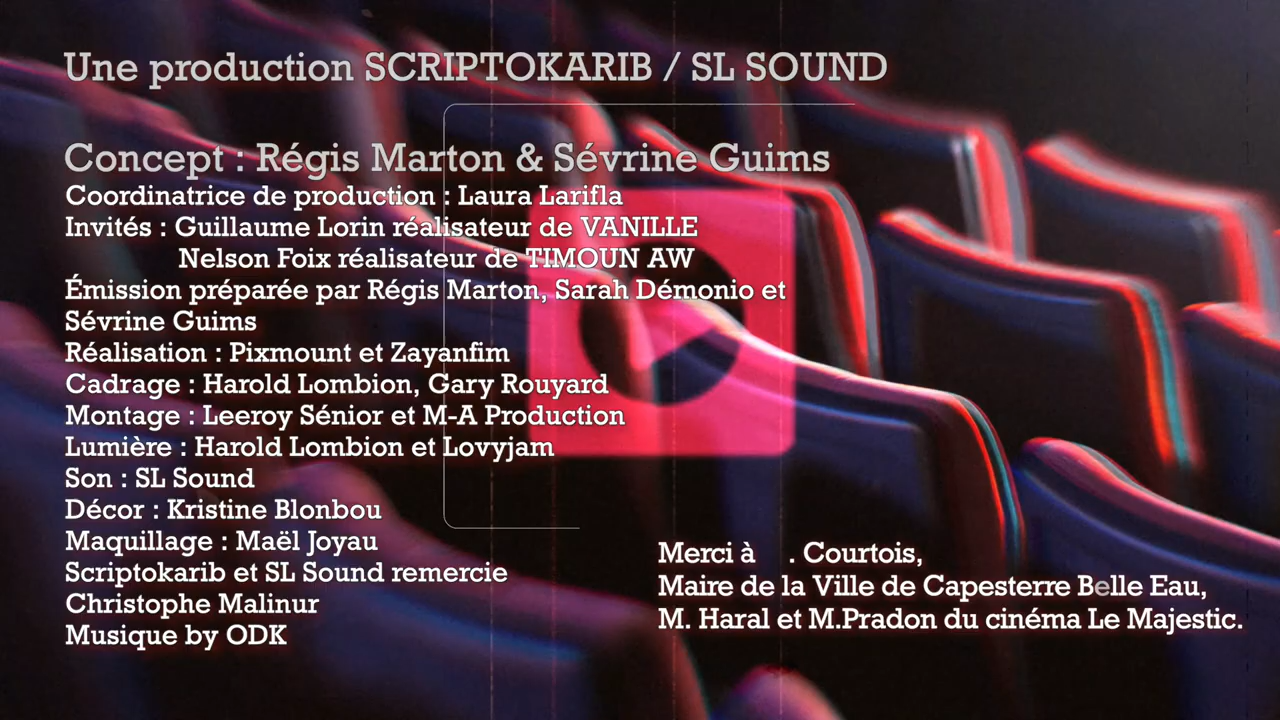 Une production SCRIPTOKARIB / SL SOUND
Concept : Régis Marton & Sévrine Guims
Coordinatrice de production : Laura Larifla
Invités : Guillaume Lorin réalisateur de VANILLE
Nelson Foix réalisateur de TIMOUN AW
Émission préparée par Régis Marton, Sarah Démonio et
Sévrine Guims
Réalisation : Pixmount et Zayanfim
Cadrage : Harold Lombion, Gary Rouyard
Montage : Leeroy Sénior et M-A Production
Lumière : Harold Lombion et Lovyjam
Son : SL Sound
Décor : Kristine Blonbou
Maquillage : Maël Joyau
Scriptokarib et SL Sound remercie
Christophe Malinur
Musique by ODK
Merci à . Courtois,
Maire de la Ville de Capesterre Belle Eau,
M. Haral et M.Pradon du cinéma Le Majestic.